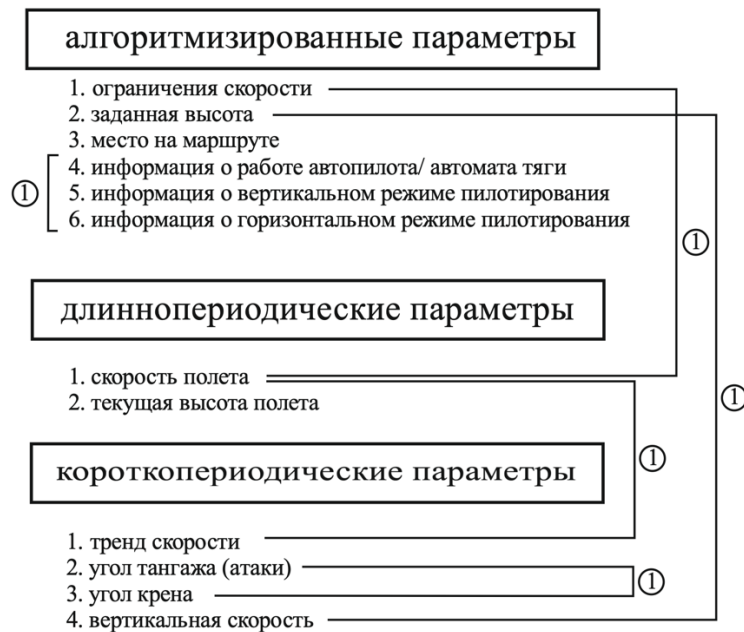 алгоритмизированные параметры
1. ограничения скорости
2. заданная высота
3. место на маршруте
4. информация о работе автопилота/ автомата тяги
5. информация о вертикальном режиме пилотирования
6. информация о горизонтальном режиме пилотирования
1
1
длиннопериодические параметры
1. скорость полета
2. текущая высота полета
1
короткопериодические параметры
1
1. тренд скорости
2. угол тангажа (атаки)
3. угол крена
1
4. вертикальная скорость